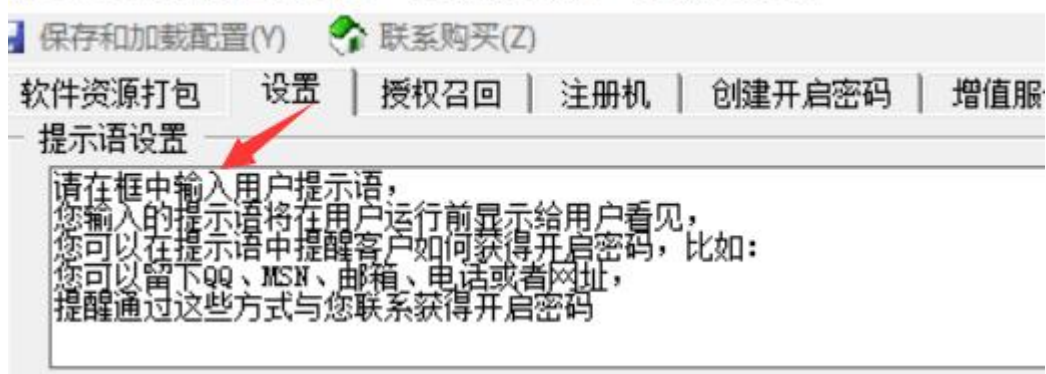 保存和加载配置(Y) 联系购买(Z)
软件资源打包 设置 授权召回 注册机 创建开启密码 增值服
提示语设置
请在框中输入用户提示语，
您输入的提示语将在用户运行前显示给用户看见，
您可以在提示语中提醒客户如何获得开启密码，比如：
您可以留下QQ、MSN、邮箱、电话或者网址，
提醒通过这些方式与您联系获得开启密码